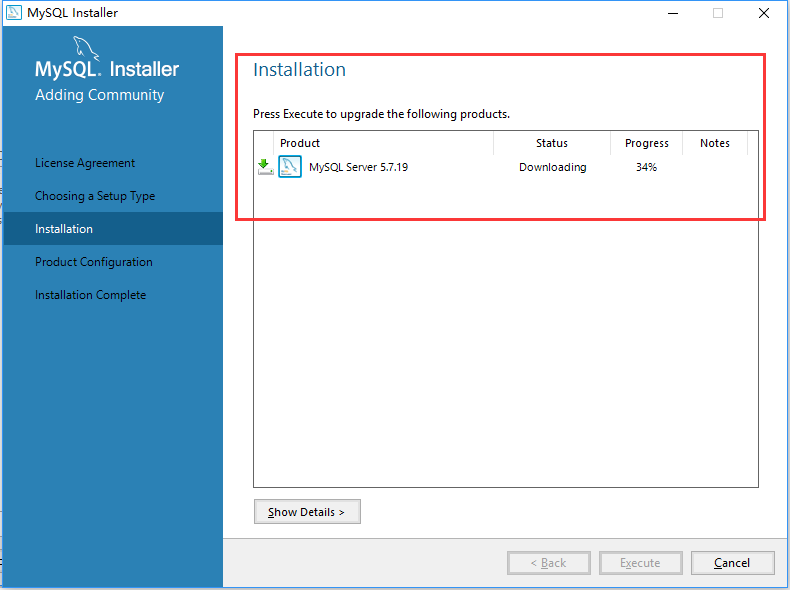 MySQL Installer
MySQL. Installer
Adding Community
License Agreement
Choosing a Setup Type
Installation
Product Configuration
Installation Complete
Installation
Press Execute to upgrade the following products.
Product Status Progress Notes
MySQL Server 5.7.19 Downloading 34%
Show Details >
< Back Execute Cancel